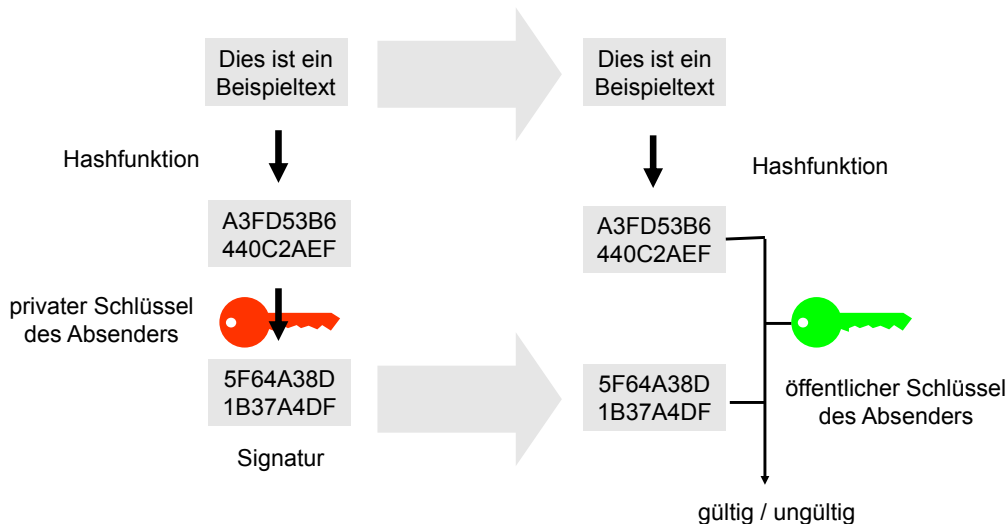 Dies ist ein
Beispieltext
Dies ist ein
Beispieltext
Hashfunktion
Hashfunktion
A3FD53B6
440C2AEF
A3FD53B6
440C2AEF
privater Schlüssel
des Absenders
5F64A38D
1B37A4DF
5F64A38D
1B37A4DF
öffentlicher Schlüssel
des Absenders
Signatur
gültig / ungültig